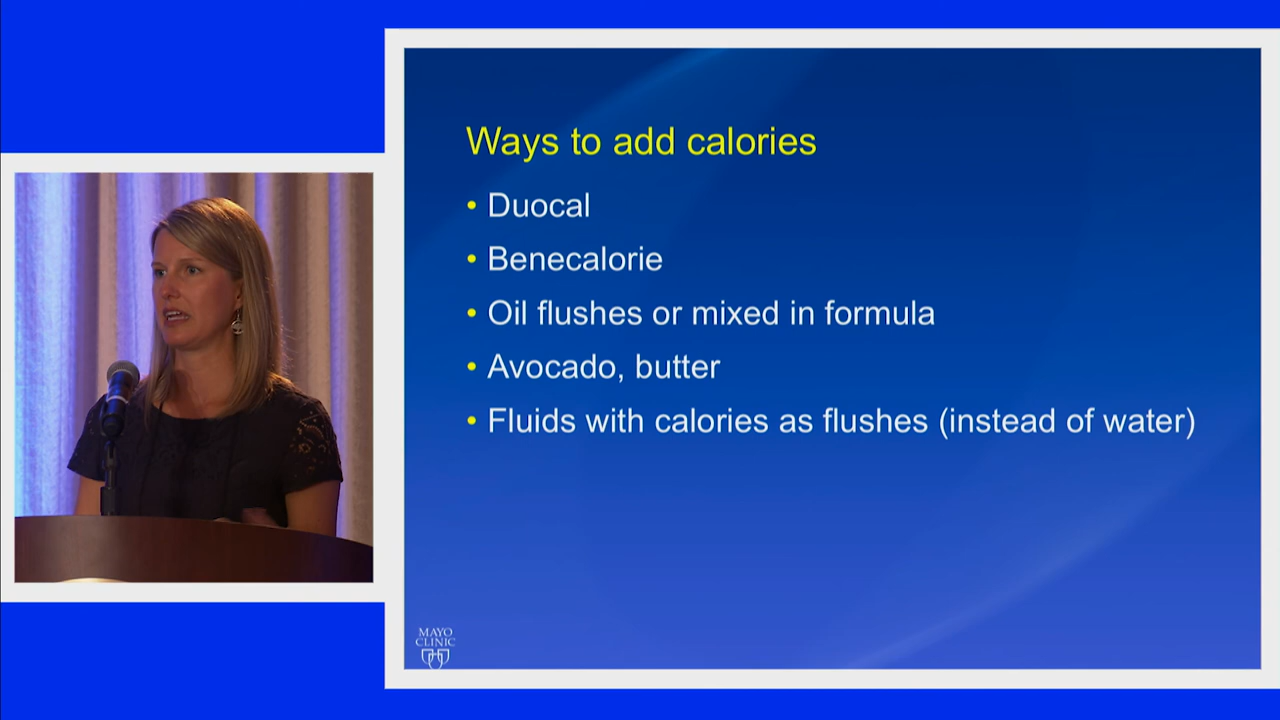 Ways to add calories
• Duocal
• Benecalorie
• Oil flushes or mixed in formula
• Avocado, butter
• Fluids with calories as flushes (instead of water)
MAYO
CLINIC